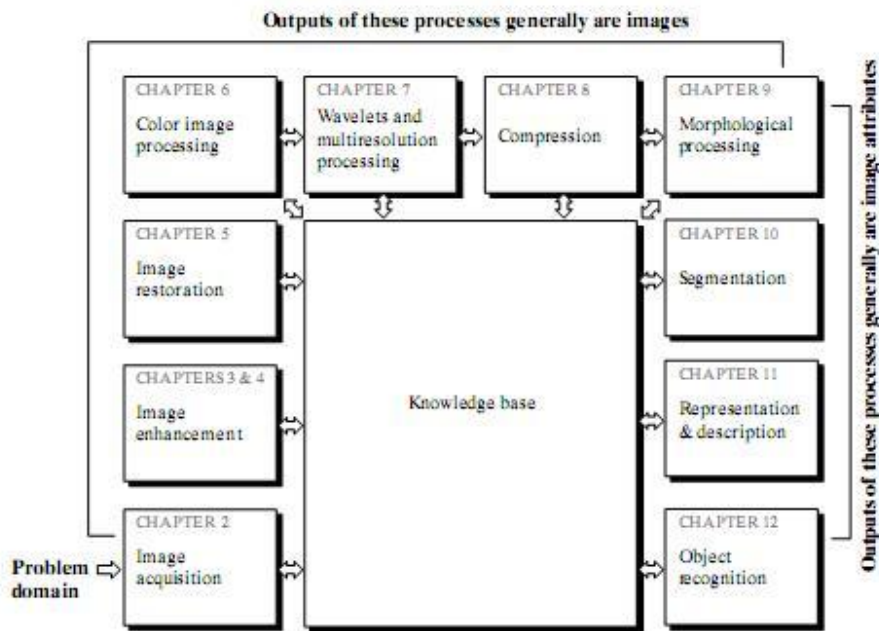 Outputs of these processes generally are images
CHAPTER 6
Color image
processing
CHAPTER 7
Wavelets and
multiresolution
processing
CHAPTER 8
Compression
CHAPTER 9
Morphological
processing
Outputs of these processes generally are image attributes
CHAPTER 5
Image
restoration
CHAPTER 10
Segmentation
CHAPTERS 3 & 4
Image
enhancement
Knowledge base
CHAPTER 11
Representation
& description
CHAPTER 2
Image
acquisition
CHAPTER 12
Object
recognition
Problem
domain